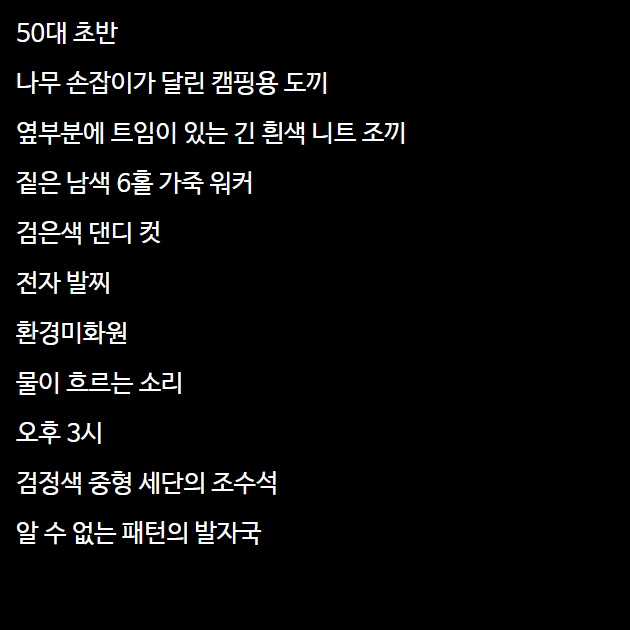 50대 초반
나무 손잡이가 달린 캠핑용 도끼
옆부분에 트임이 있는 긴 흰색 니트 조끼
짙은 남색 6홀 가죽 워커
검은색 댄디 컷
전자 발찌
환경미화원
물이 흐르는 소리
오후 3시
검정색 중형 세단의 조수석
알 수 없는 패턴의 발자국